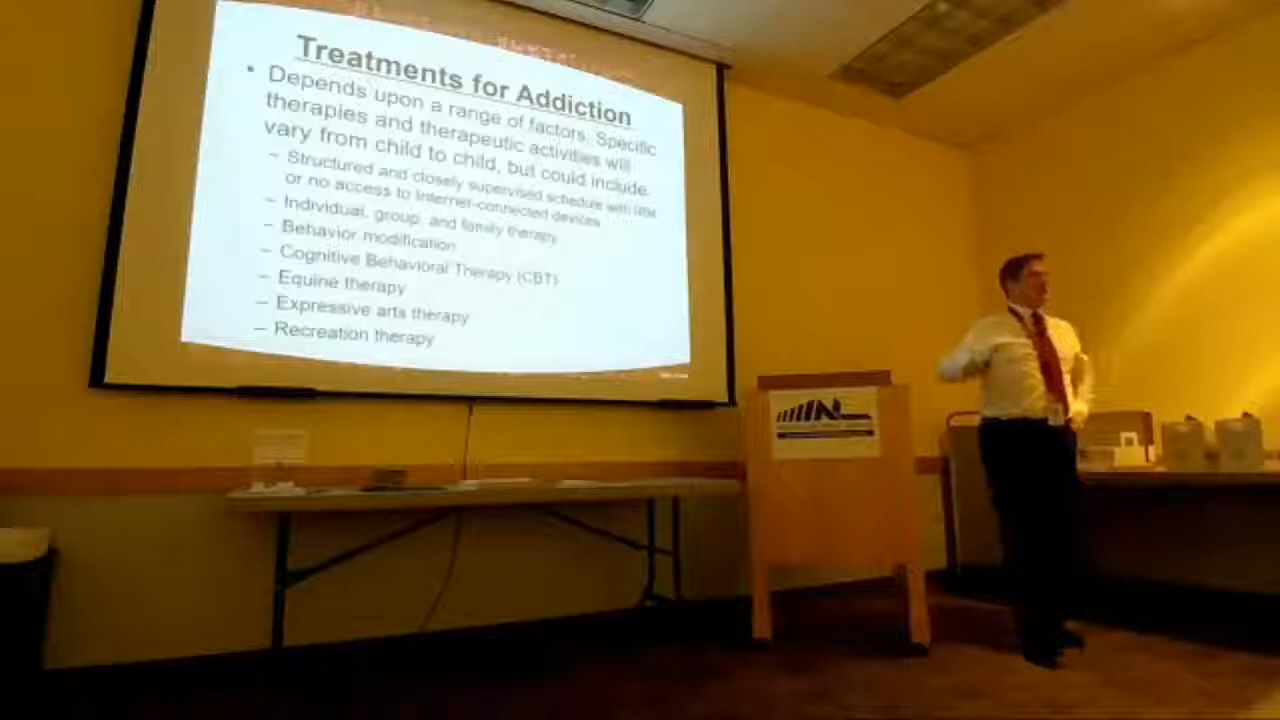 Treatments for Addiction
• Depends upon a range of factors. Specific
therapies and therapeutic activities will
vary from child to child, but could include:
– Structured and closely supervised schedule with little
or no access to Internet-connected devices
– Individual, group, and family therapy
– Behavior modification
– Cognitive Behavioral Therapy (CBT)
– Equine therapy
– Expressive arts therapy
– Recreation therapy